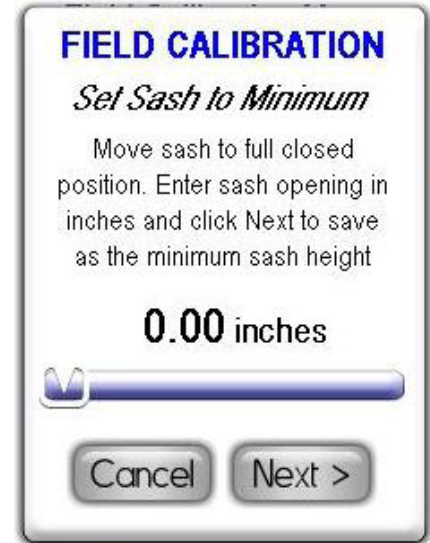 FIELD CALIBRATION
Set Sash to Minimum
Move sash to full closed
position. Enter sash opening in
inches and click Next to save
as the minimum sash height
0.00 inches
Cancel
Next >